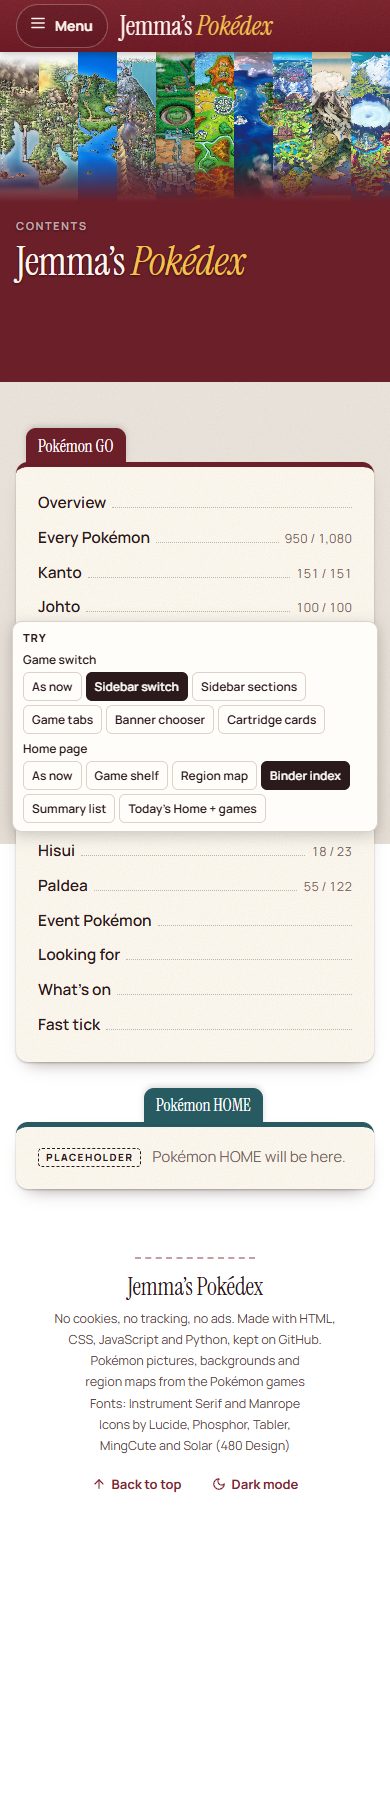 Menu
Jemma's Pokédex
CONTENTS
Jemma's Pokédex
Pokémon GO
Overview
Every Pokémon 950 / 1,080
Kanto 151 / 151
Johto 100 / 100
TRY
Game switch
As now Sidebar switch Sidebar sections
Game tabs Banner chooser Cartridge cards
Home page
As now Game shelf Region map Binder index
Summary list Today's Home + games
Hisui 18 / 23
Paldea 55 / 122
Event Pokémon
Looking for
What's on
Fast tick
Pokémon HOME
PLACEHOLDER Pokémon HOME will be here.
Jemma's Pokédex
No cookies, no tracking, no ads. Made with HTML,
CSS, JavaScript and Python, kept on GitHub.
Pokémon pictures, backgrounds and
region maps from the Pokémon games
Fonts: Instrument Serif and Manrope
Icons by Lucide, Phosphor, Tabler,
MingCute and Solar (480 Design)
Back to top Dark mode